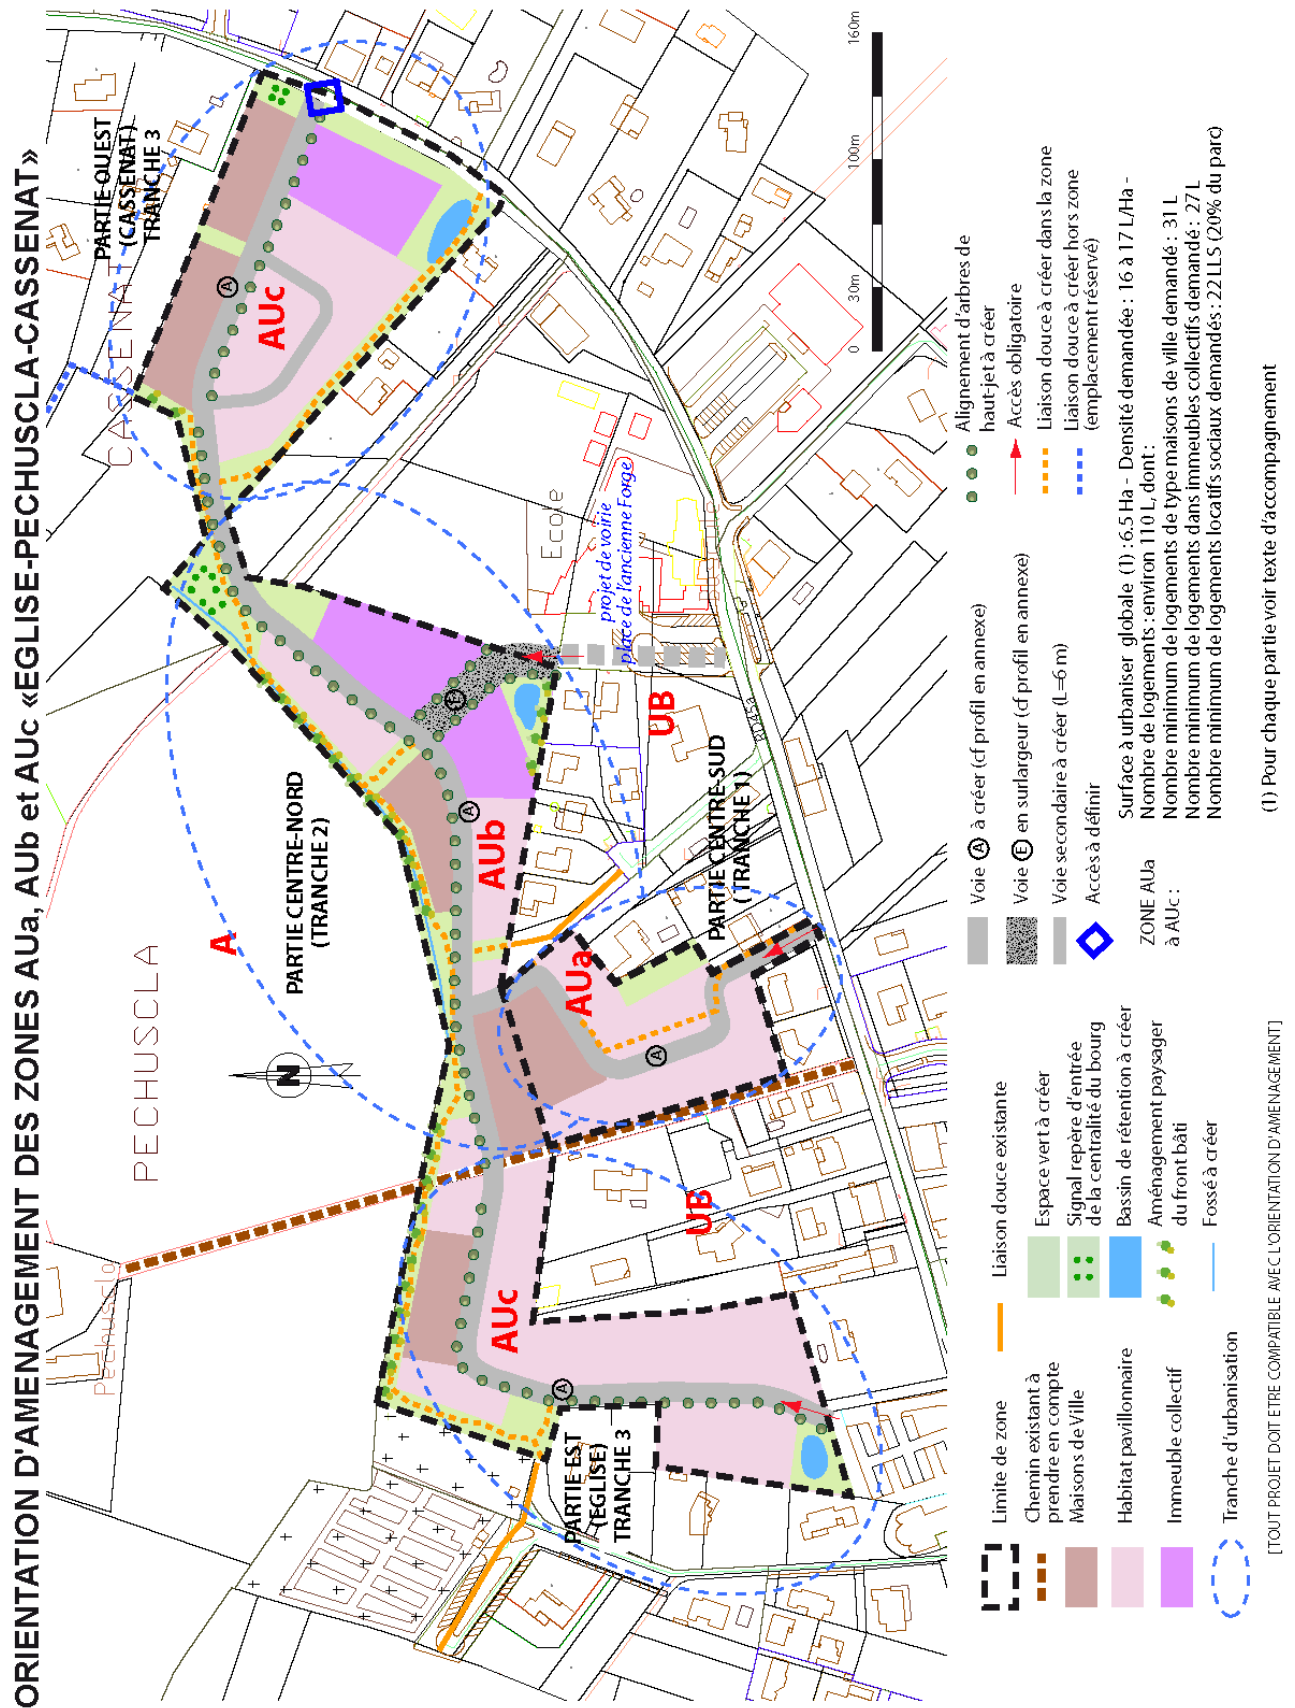 ORIENTATION D'AMENAGEMENT DES ZONES AUa, AUb et AUc «EGLISE-PECHUSCLA-CASSENAT»
PARTIE OUEST
(CASSENAT)
TRANCHE 3
CASSENAT
AUc
A
PECHUSCLA
A
PARTIE CENTRE-NORD
(TRANCHE 2)
N
Pechuscla
AUb
A
E
Ecole
projet de voirie
place de l'ancienne Forge
UB
AUa
A
PARTIE CENTRE-SUD
(TRANCHE 1)
UB
AUc
A
PARTIE EST
(EGLISE)
TRANCHE 3
0 30m 100m 160m
Limite de zone
Chemin existant à
prendre en compte
Maisons de Ville
Habitat pavillonnaire
Immeuble collectif
Tranche d'urbanisation
Liaison douce existante
Espace vert à créer
Signal repère d'entrée
de la centralité du bourg
Bassin de rétention à créer
Aménagement paysager
du front bâti
Fossé à créer
Voie A à créer (cf profil en annexe)
Voie E en surlargeur (cf profil en annexe)
Voie secondaire à créer (L=6 m)
Accès à définir
Alignement d'arbres de
haut-jet à créer
Accès obligatoire
Liaison douce à créer dans la zone
Liaison douce à créer hors zone
(emplacement réservé)
ZONE AUa
à AUc :
Surface à urbaniser globale (1) : 6.5 Ha - Densité demandée : 16 à 17 L/Ha -
Nombre de logements : environ 110 L, dont :
Nombre minimum de logements de type maisons de ville demandé : 31 L
Nombre minimum de logements dans immeubles collectifs demandé : 27 L
Nombre minimum de logements locatifs sociaux demandés : 22 LLS (20% du parc)
(1) Pour chaque partie voir texte d'accompagnement
[TOUT PROJET DOIT ETRE COMPATIBLE AVEC L'ORIENTATION D'AMENAGEMENT]